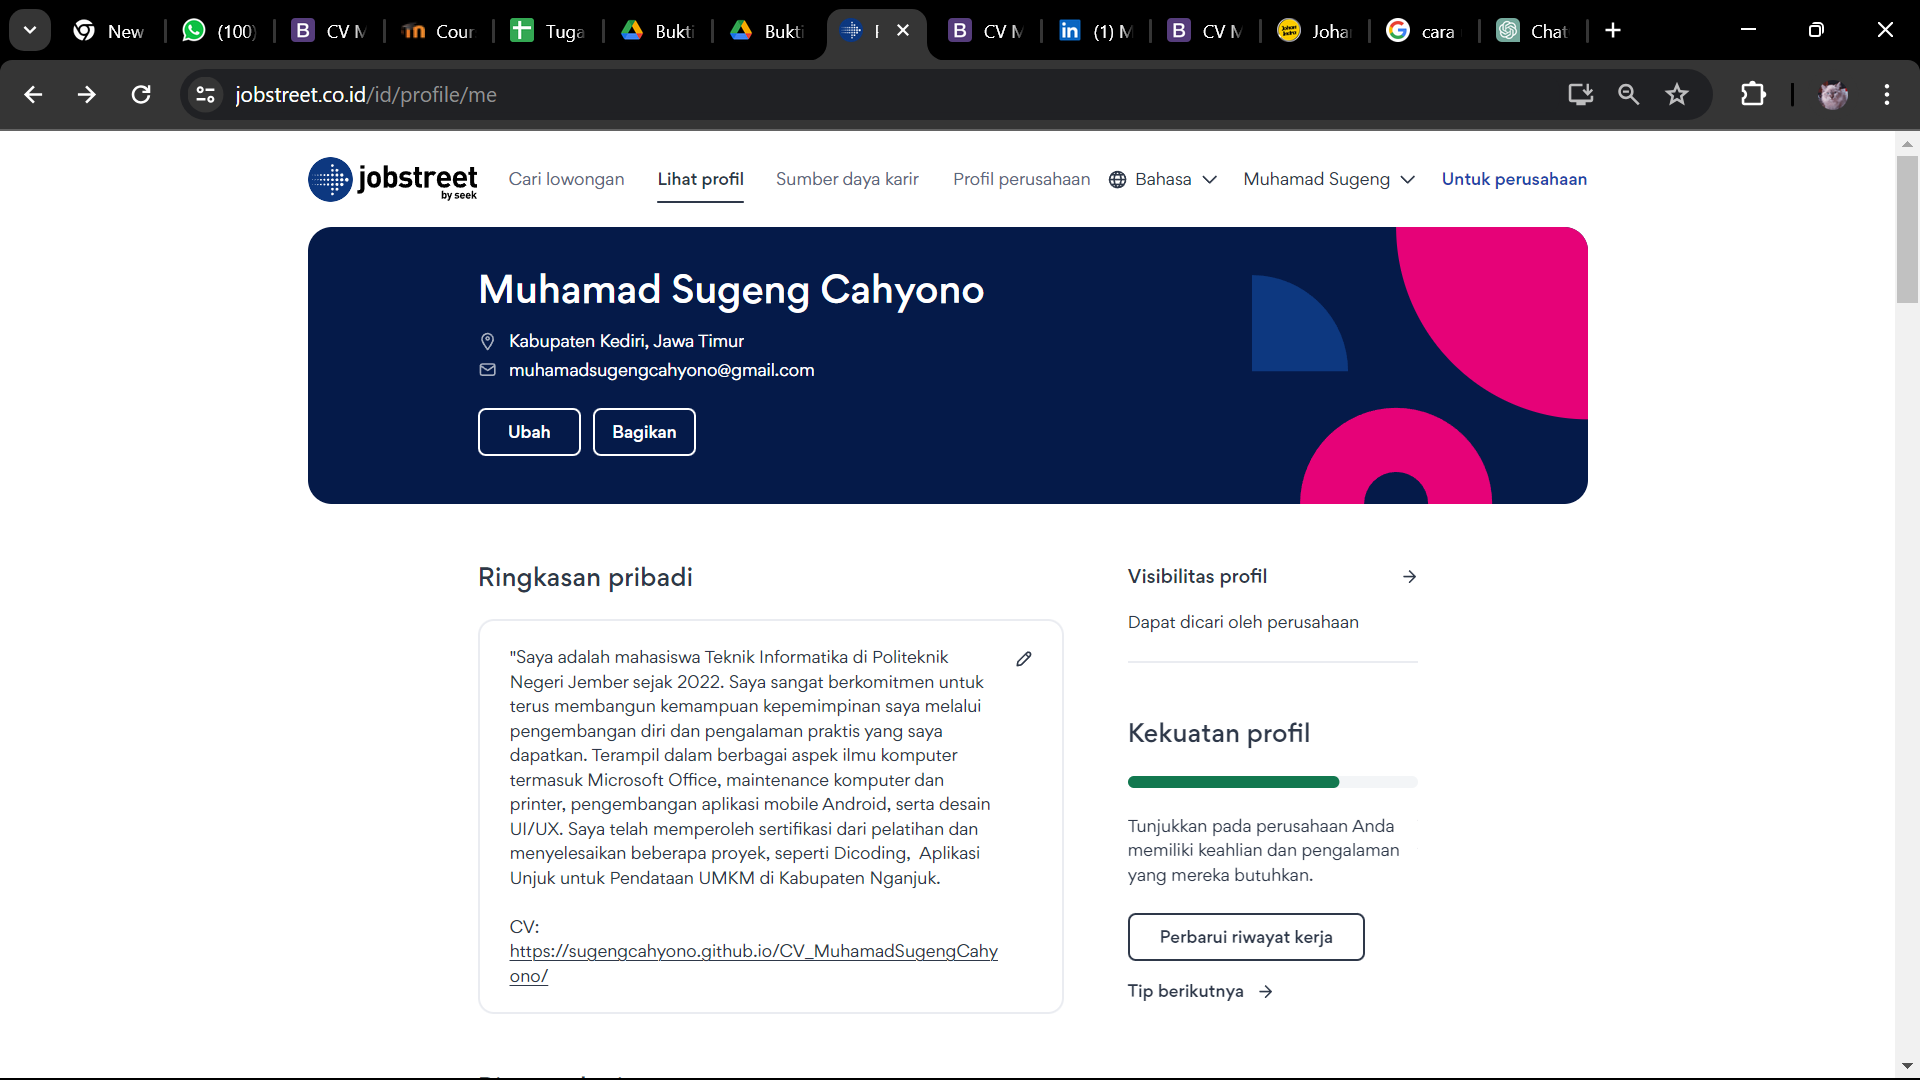 New
(100)
CV M
Cour
Tuga
Bukti
Bukti
CV M
in (1) M
CV M
Joha
cara
Chat
jobstreet.co.id/id/profile/me
jobstreet
by seek
Cari lowongan
Lihat profil
Sumber daya karir
Profil perusahaan
Bahasa
Muhamad Sugeng
Untuk perusahaan
Muhamad Sugeng Cahyono
Kabupaten Kediri, Jawa Timur
muhamadsugengcahyono@gmail.com
Ubah
Bagikan
Ringkasan pribadi
"Saya adalah mahasiswa Teknik Informatika di Politeknik
Negeri Jember sejak 2022. Saya sangat berkomitmen untuk
terus membangun kemampuan kepemimpinan saya melalui
pengembangan diri dan pengalaman praktis yang saya
dapatkan. Terampil dalam berbagai aspek ilmu komputer
termasuk Microsoft Office, maintenance komputer dan
printer, pengembangan aplikasi mobile Android, serta desain
UI/UX. Saya telah memperoleh sertifikasi dari pelatihan dan
menyelesaikan beberapa proyek, seperti Dicoding,  Aplikasi
Unjuk untuk Pendataan UMKM di Kabupaten Nganjuk.
CV:
https://sugengcahyono.github.io/CV_MuhamadSugengCahy
ono/
Visibilitas profil
Dapat dicari oleh perusahaan
Kekuatan profil
Tunjukkan pada perusahaan Anda
memiliki keahlian dan pengalaman
yang mereka butuhkan.
Perbarui riwayat kerja
Tip berikutnya